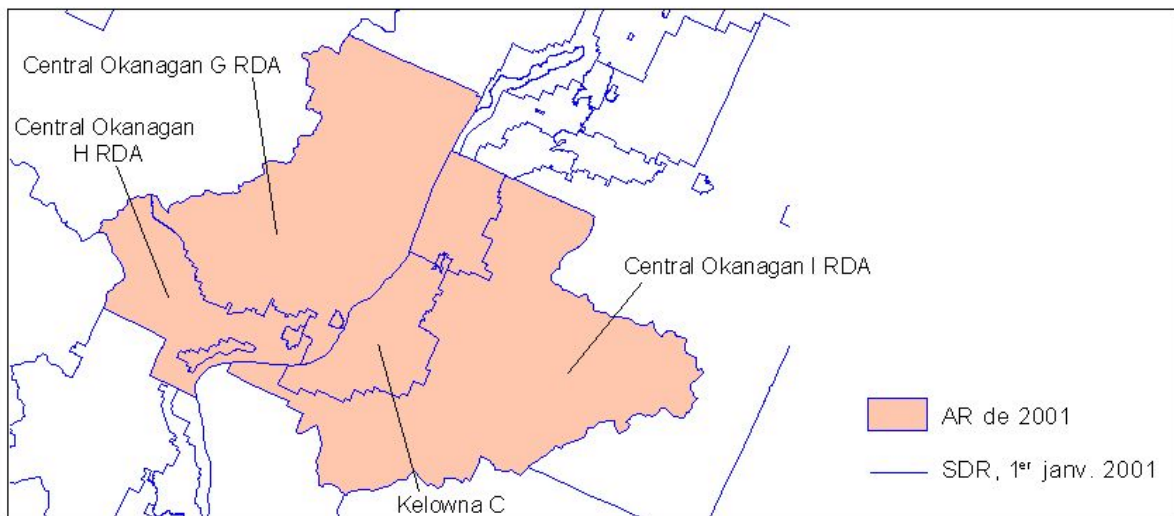 Central Okanagan G RDA
Central Okanagan
H RDA
Central Okanagan I RDA
AR de 2001
SDR, 1er janv. 2001
Kelowna C